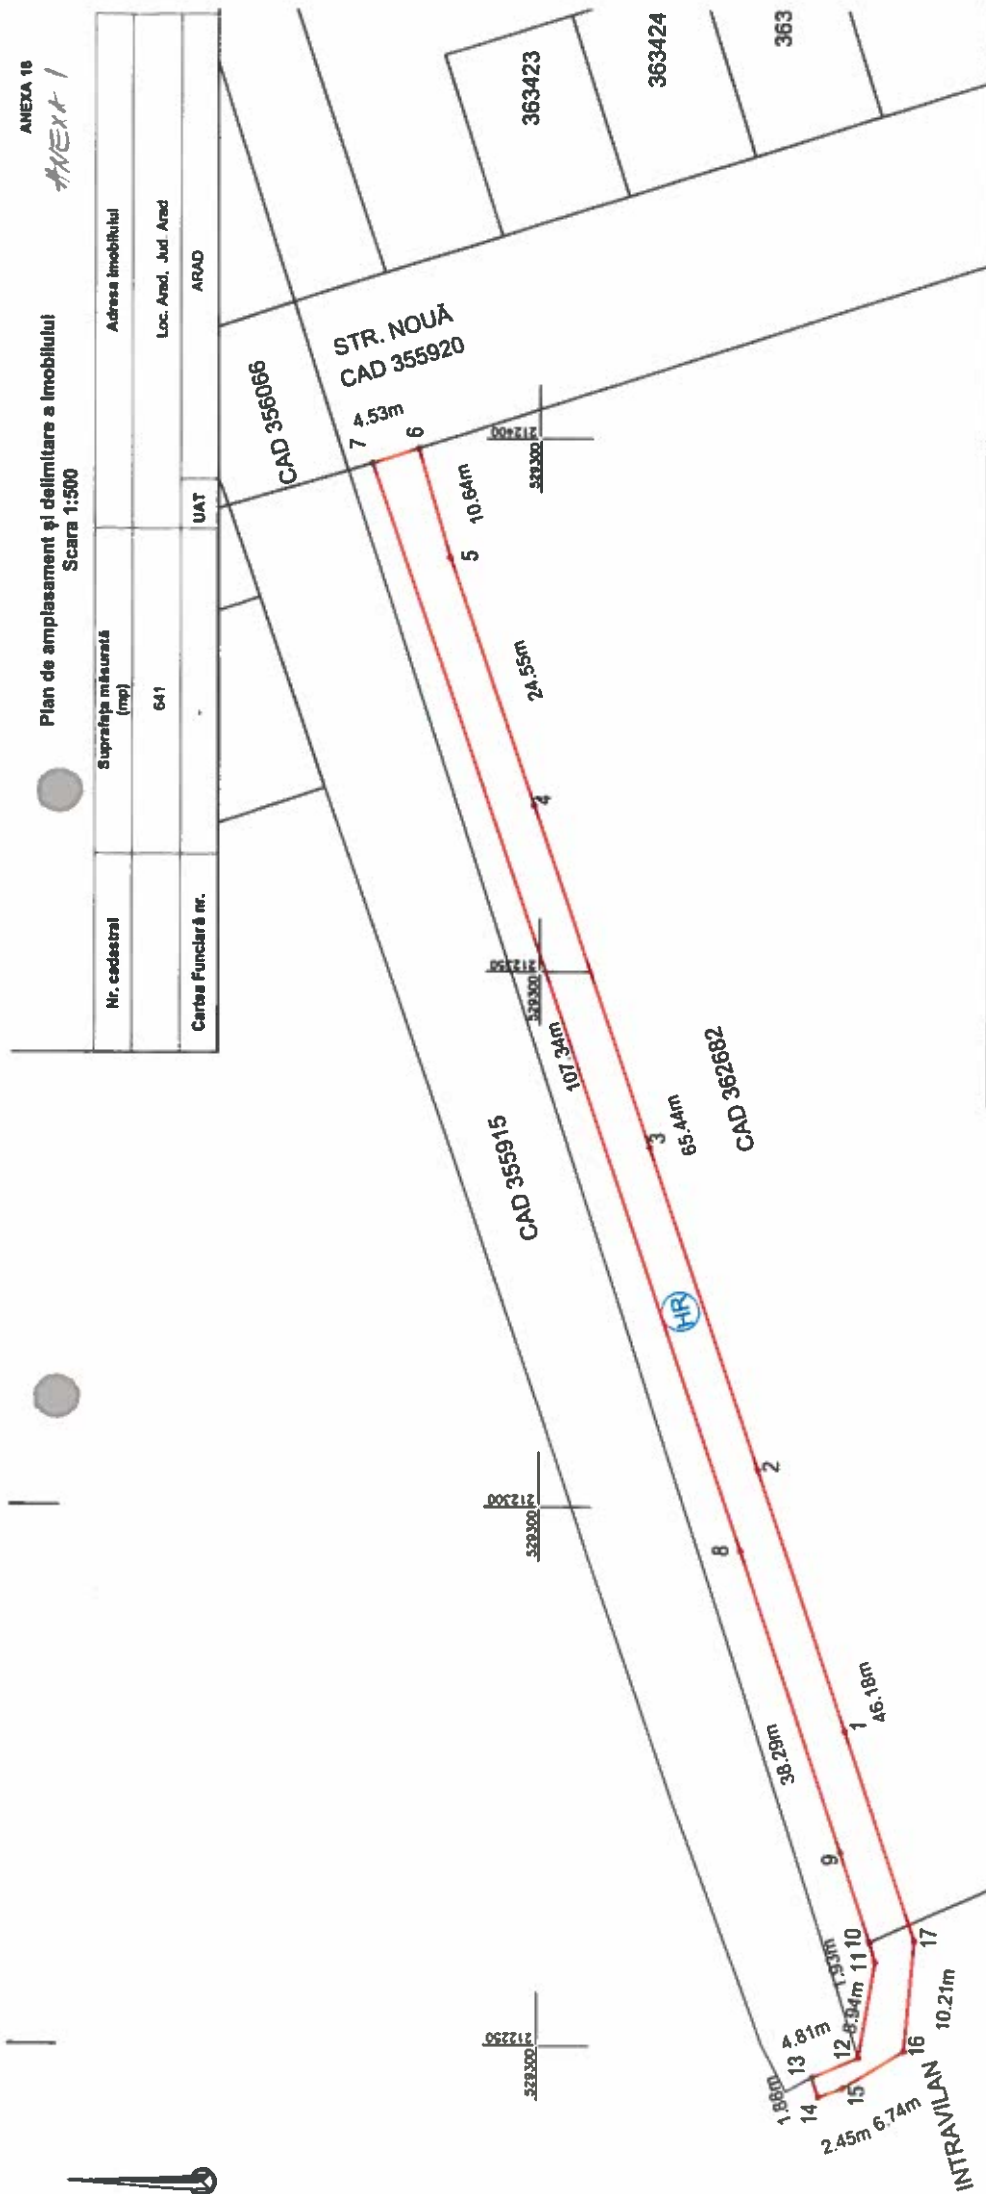 ANEXA 16
ANEXA 1
Plan de amplasament și delimitare a imobilului
Scara 1:500
Nr. cadastral
Suprafața măsurată
(mp)
Adresa imobilului
641
Loc. Arad, Jud. Arad
Cartea Funciară nr.
-
UAT
ARAD
363423
363424
363
CAD 356066
STR. NOUĂ
CAD 355920
4.53m
7
6
10.64m
5
212400
529300
24.55m
4
212350
529300
107.34m
3
65.44m
CAD 362682
CAD 355915
HR
2
8
212300
529300
38.29m
1
46.18m
9
10
11
1.93m
17
8.94m
12
4.81m
13
10.21m
16
212250
529300
1.86m
14
15
2.45m
6.74m
INTRAVILAN